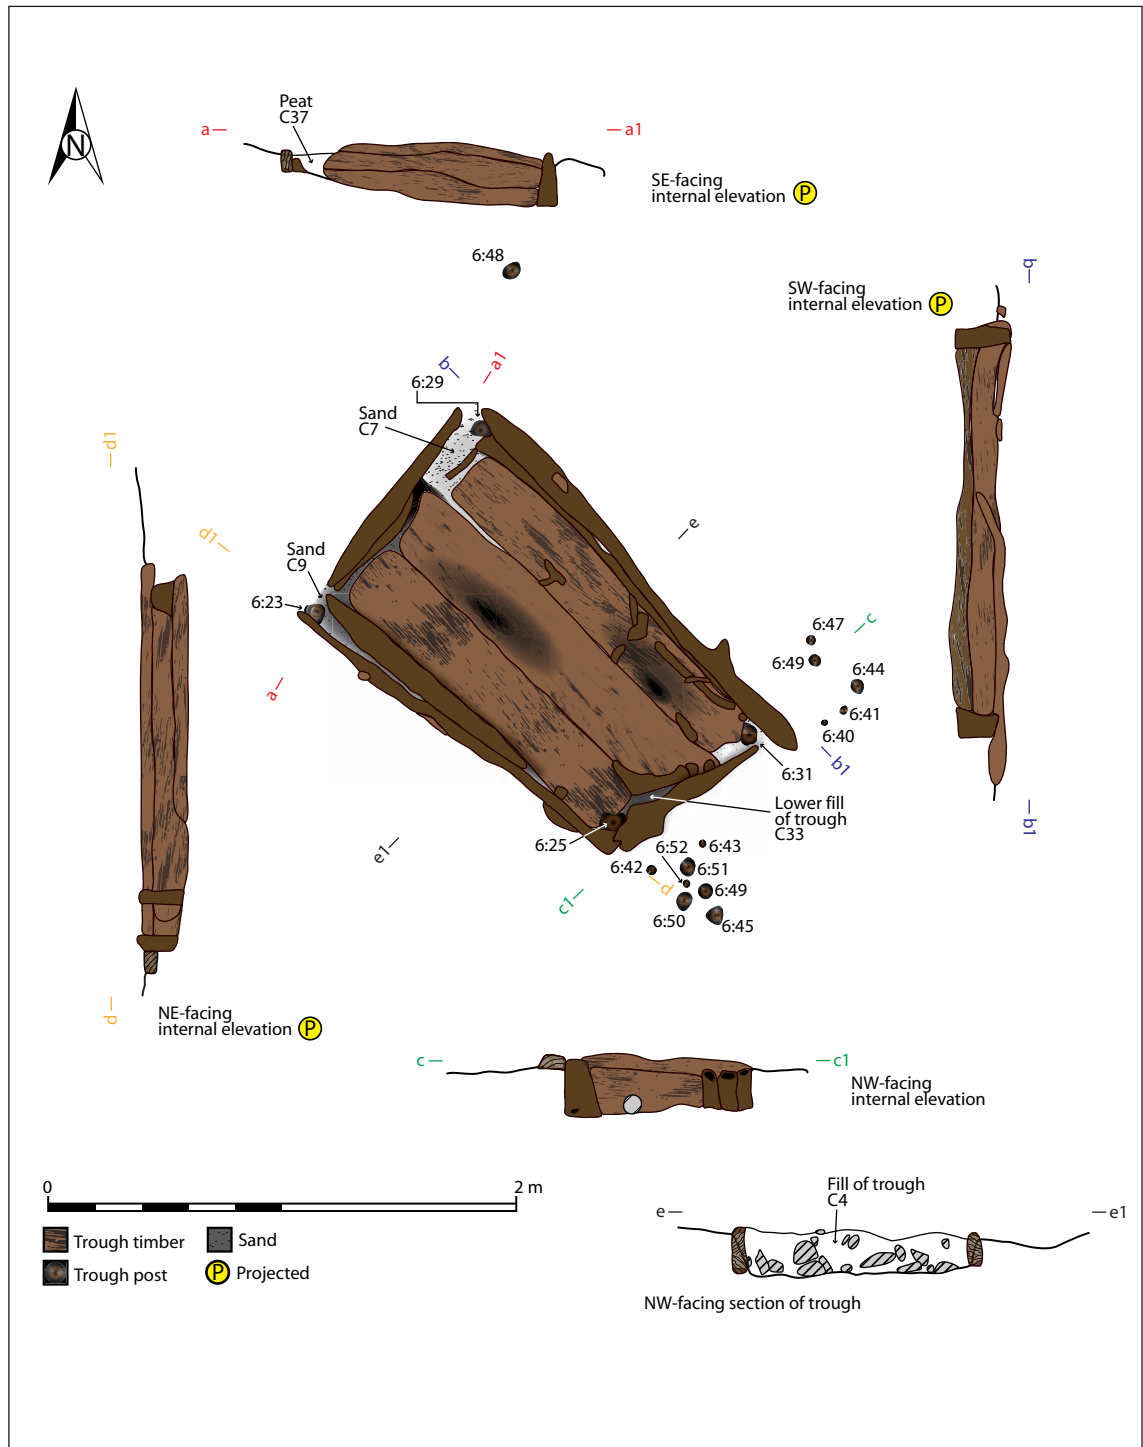 Peat
C37
a
a1
N
SE-facing
internal elevation P
6:48
b
SW-facing
internal elevation P
b
a1
6:29
Sand
C7
d1
e
d1
Sand
C9
6:23
6:47
c
6:49
6:44
a
6:41
6:40
b1
6:31
Lower fill
of trough
C33
b1
e1
6:25
6:52
6:43
6:42
6:51
d
6:49
c1
6:50
6:45
d
NE-facing
internal elevation P
c
c1
NW-facing
internal elevation
0
2 m
Fill of trough
C4
e
e1
Trough timber
Sand
Trough post
P Projected
NW-facing section of trough